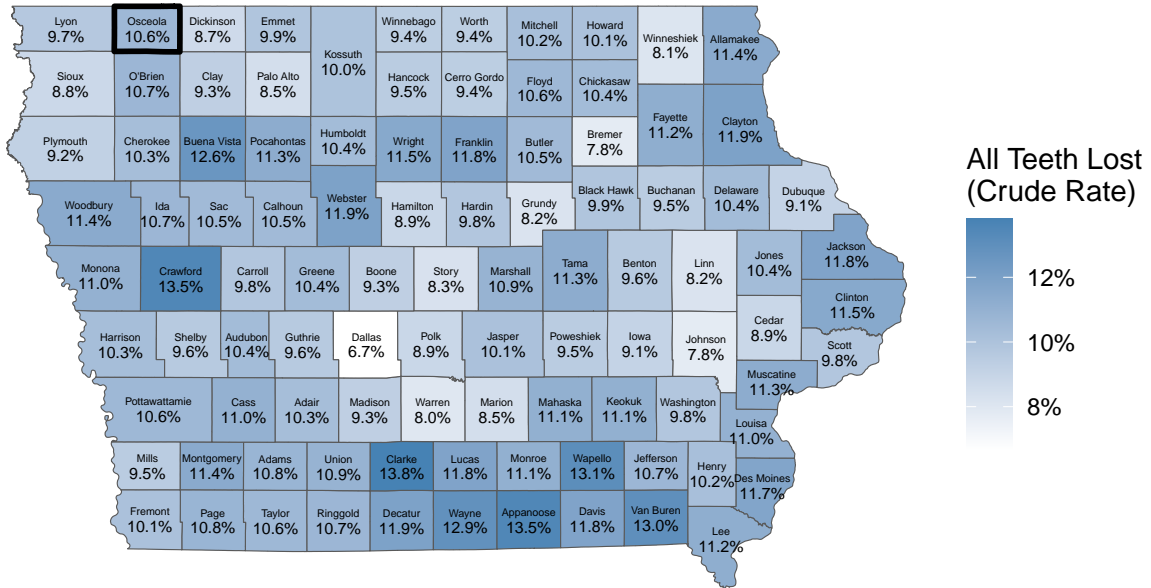 Lyon
9.7%
Osceola
10.6%
Dickinson
8.7%
Emmet
9.9%
Kossuth
10.0%
Winnebago
9.4%
Worth
9.4%
Mitchell
10.2%
Howard
10.1%
Winneshiek
8.1%
Allamakee
11.4%
Sioux
8.8%
O'Brien
10.7%
Clay
9.3%
Palo Alto
8.5%
Hancock
9.5%
Cerro Gordo
9.4%
Floyd
10.6%
Chickasaw
10.4%
Fayette
11.2%
Clayton
11.9%
Plymouth
9.2%
Cherokee
10.3%
Buena Vista
12.6%
Pocahontas
11.3%
Humboldt
10.4%
Wright
11.5%
Franklin
11.8%
Butler
10.5%
Bremer
7.8%
Woodbury
11.4%
Ida
10.7%
Sac
10.5%
Calhoun
10.5%
Webster
11.9%
Hamilton
8.9%
Hardin
9.8%
Grundy
8.2%
Black Hawk
9.9%
Buchanan
9.5%
Delaware
10.4%
Dubuque
9.1%
Monona
11.0%
Crawford
13.5%
Carroll
9.8%
Greene
10.4%
Boone
9.3%
Story
8.3%
Marshall
10.9%
Tama
11.3%
Benton
9.6%
Linn
8.2%
Jones
10.4%
Jackson
11.8%
Clinton
11.5%
Harrison
10.3%
Shelby
9.6%
Audubon
10.4%
Guthrie
9.6%
Dallas
6.7%
Polk
8.9%
Jasper
10.1%
Poweshiek
9.5%
Iowa
9.1%
Johnson
7.8%
Cedar
8.9%
Scott
9.8%
Muscatine
11.3%
Pottawattamie
10.6%
Cass
11.0%
Adair
10.3%
Madison
9.3%
Warren
8.0%
Marion
8.5%
Mahaska
11.1%
Keokuk
11.1%
Washington
9.8%
Louisa
11.0%
Mills
9.5%
Montgomery
11.4%
Adams
10.8%
Union
10.9%
Clarke
13.8%
Lucas
11.8%
Monroe
11.1%
Wapello
13.1%
Jefferson
10.7%
Henry
10.2%
Des Moines
11.7%
Fremont
10.1%
Page
10.8%
Taylor
10.6%
Ringgold
10.7%
Decatur
11.9%
Wayne
12.9%
Appanoose
13.5%
Davis
11.8%
Van Buren
13.0%
Lee
11.2%
All Teeth Lost
(Crude Rate)
12%
10%
8%